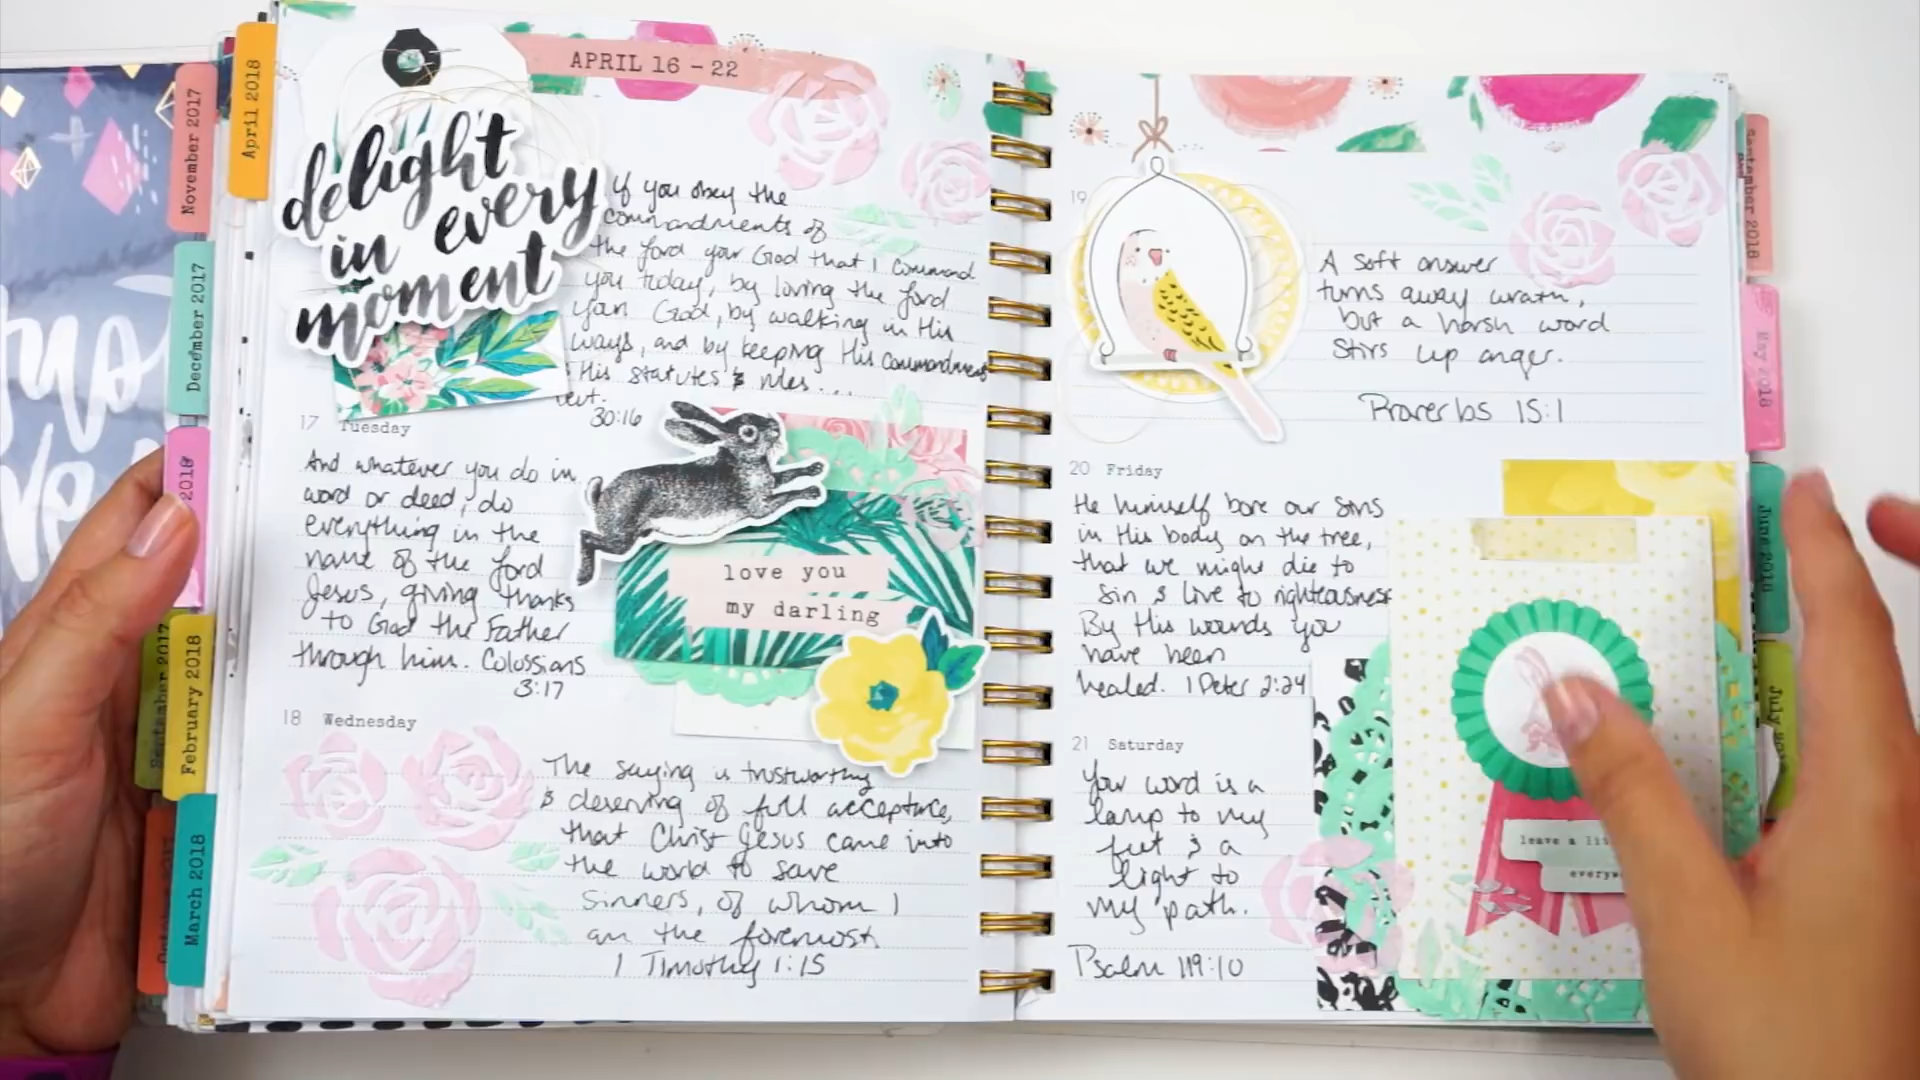 November 2017
December 2017
2018
September 2017
February 2018
March 2018
April 2018
APRIL 16 - 22
delight
in every
moment
If you obey the
commandments of
the Lord your God that I command
you today, by loving the Lord
your God, by walking in His
ways, and by keeping His commandments
His statutes & rules...
30:16
17 Tuesday
And whatever you do in
word or deed, do
everything in the
name of the Lord
Jesus, giving thanks
to God the Father
through him. Colossians
3:17
love you
my darling
18 Wednesday
The saying is trustworthy
& deserving of full acceptance,
that Christ Jesus came into
the world to save
sinners, of whom I
am the foremost.
1 Timothy 1:15
19
A soft answer
turns away wrath,
but a harsh word
stirs up anger.
Proverbs 15:1
20 Friday
He himself bore our sins
in His body on the tree,
that we might die to
sin & live to righteousness
By His wounds you
have been
healed. 1 Peter 2:24
21 Saturday
Your word is a
lamp to my
feet & a
light to
my path.
Psalm 119:10
leave a
September 2018
May 2018
June 2018
July